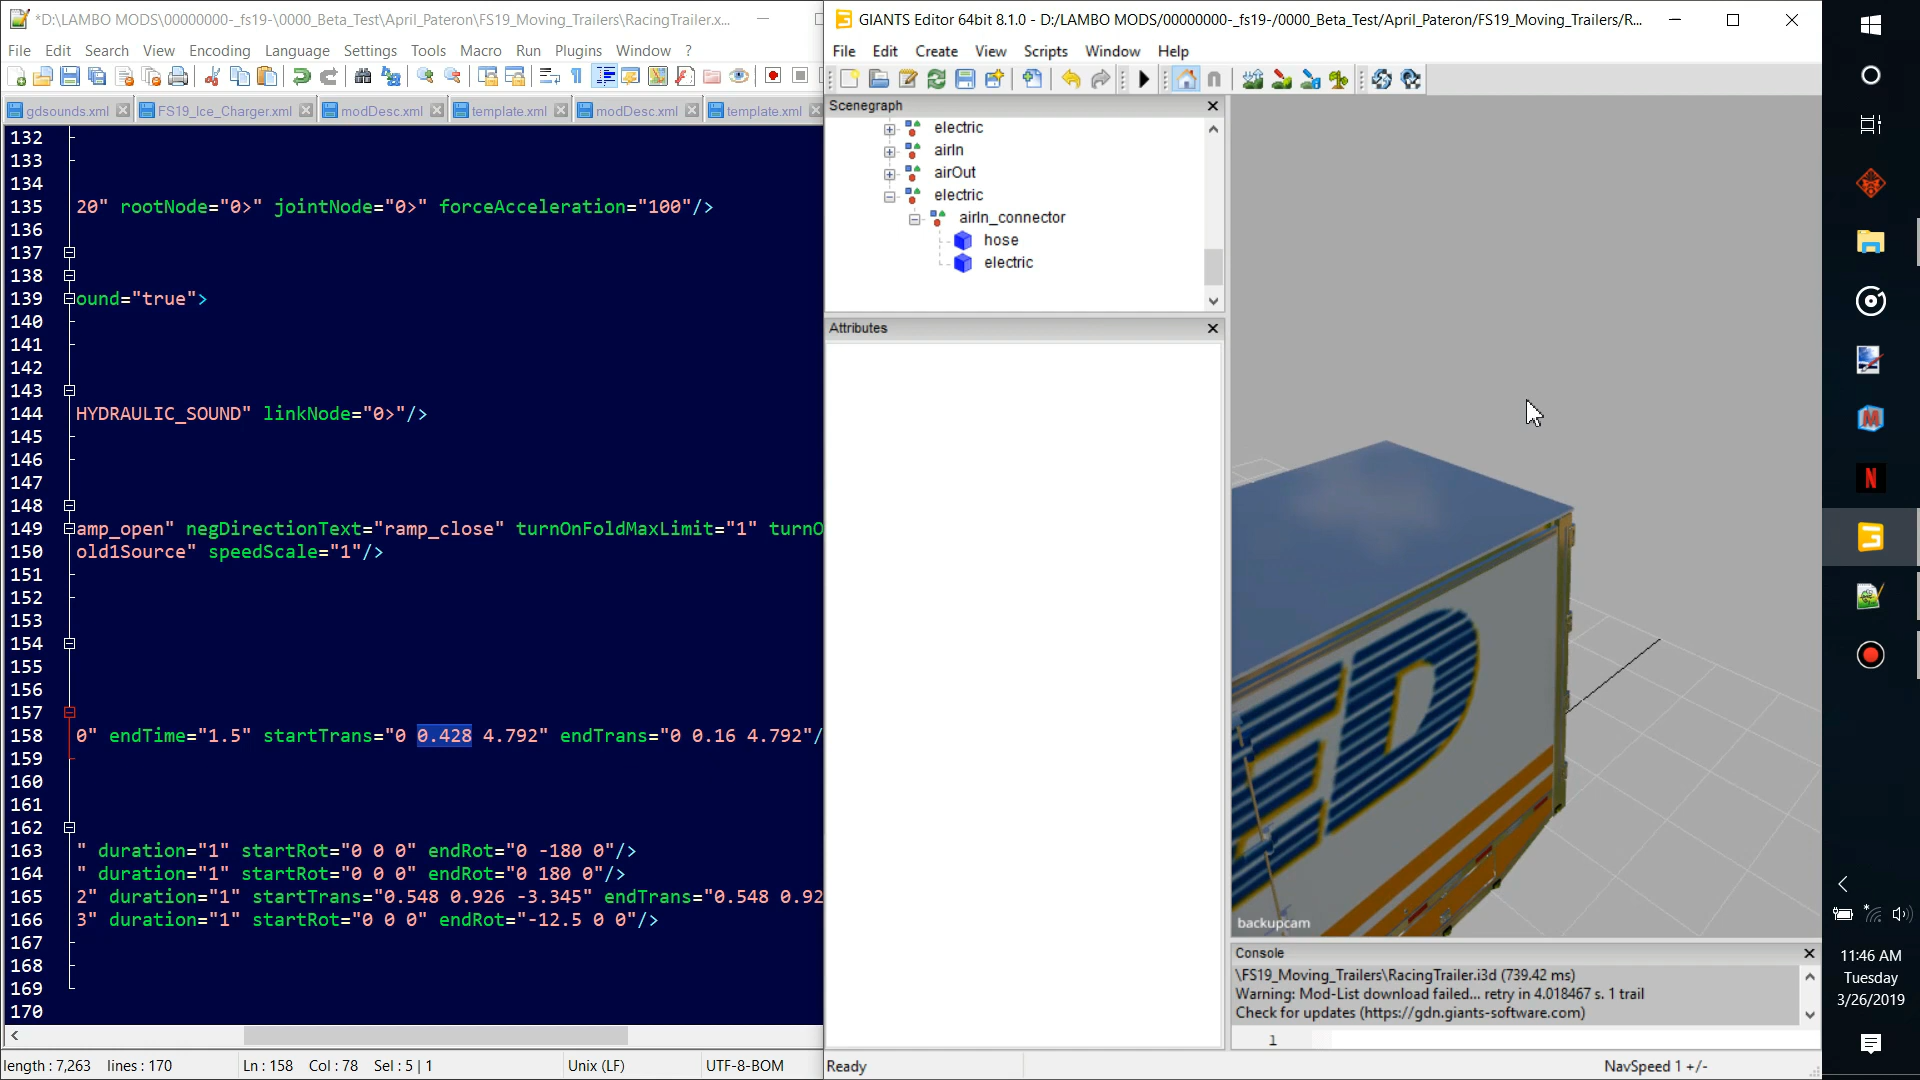 *D:\LAMBO MODS\00000000-_fs19-\0000_Beta_Test\April_Pateron\FS19_Moving_Trailers\RacingTrailer.x...
File Edit Search View Encoding Language Settings Tools Macro Run Plugins Window ?
gdsounds.xml FS19_Ice_Charger.xml modDesc.xml template.xml modDesc.xml template.xml
132
133
134
135 20" rootNode="0>" jointNode="0>" forceAcceleration="100"/>
136
137
138
139 ound="true">
140
141
142
143
144 HYDRAULIC_SOUND" linkNode="0>"/>
145
146
147
148
149 amp_open" negDirectionText="ramp_close" turnOnFoldMaxLimit="1" turnO
150 old1Source" speedScale="1"/>
151
152
153
154
155
156
157
158 0" endTime="1.5" startTrans="0 0.428 4.792" endTrans="0 0.16 4.792"/
159
160
161
162
163 " duration="1" startRot="0 0 0" endRot="0 -180 0"/>
164 " duration="1" startRot="0 0 0" endRot="0 180 0"/>
165 2" duration="1" startTrans="0.548 0.926 -3.345" endTrans="0.548 0.92
166 3" duration="1" startRot="0 0 0" endRot="-12.5 0 0"/>
167
168
169
170
length : 7,263 lines : 170 Ln : 158 Col : 78 Sel : 5 | 1 Unix (LF) UTF-8-BOM
GIANTS Editor 64bit 8.1.0 - D:/LAMBO MODS/00000000-_fs19-/0000_Beta_Test/April_Pateron/FS19_Moving_Trailers/R...
File Edit Create View Scripts Window Help
Scenegraph
electric
airIn
airOut
electric
airIn_connector
hose
electric
Attributes
ED
backupcam
Console
\FS19_Moving_Trailers\RacingTrailer.i3d (739.42 ms)
Warning: Mod-List download failed... retry in 4.018467 s. 1 trail
Check for updates (https://gdn.giants-software.com)
1
Ready NavSpeed 1 +/-
11:46 AM
Tuesday
3/26/2019